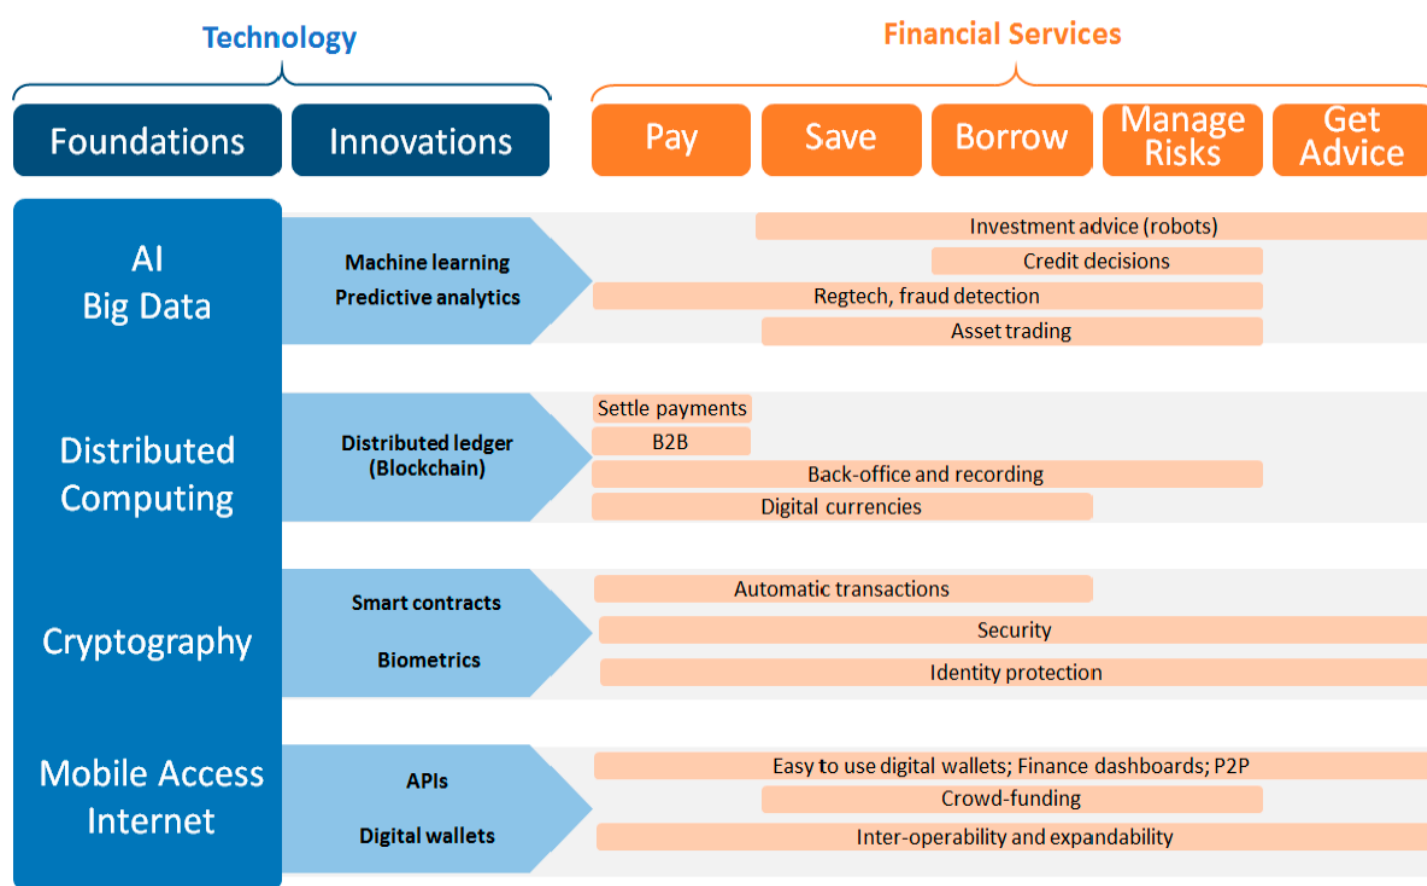 Technology
Financial Services
Foundations
Innovations
Pay
Save
Borrow
Manage
Risks
Get
Advice
AI
Big Data
Machine learning
Predictive analytics
Investment advice (robots)
Credit decisions
Regtech, fraud detection
Asset trading
Distributed
Computing
Distributed ledger
(Blockchain)
Settle payments
B2B
Back-office and recording
Digital currencies
Cryptography
Smart contracts
Biometrics
Automatic transactions
Security
Identity protection
Mobile Access
Internet
APIs
Digital wallets
Easy to use digital wallets; Finance dashboards; P2P
Crowd-funding
Inter-operability and expandability